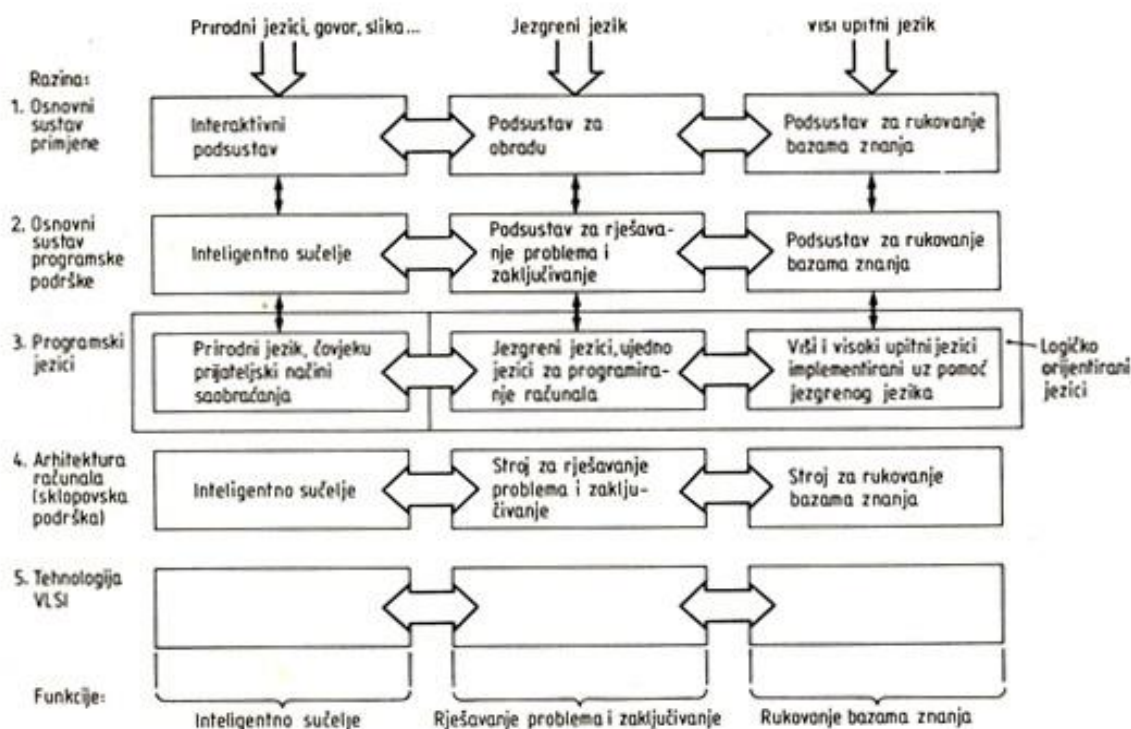 Prirodni jezici, govor, slika...
Jezgreni jezik
visi upitni jezik
Razina:
1. Osnovni
sustav
primjene
Interaktivni
podsustav
Podsustav za
obradu
Podsustav za rukovanje
bazama znanja
2. Osnovni
sustav
programske
podrške
Inteligentno sučelje
Podsustav za rješava-
nje problema i
zaključivanje
Podsustav za rukovanje
bazama znanja
3. Programski
jezici
Prirodni jezik, čovjeku
prijateljski načini
saobraćanja
Jezgreni jezici, ujedno
jezici za programira-
nje računala
Viši i visoki upitni jezici
implementirani uz pomoć
jezgrenog jezika
Logičko
orijentirani
jezici
4. Arhitektura
računala
(sklopovska
podrška)
Inteligentno sučelje
Stroj za rješavanje
problema i zaklju-
čivanje
Stroj za rukovanje
bazama znanja
5. Tehnologija
VLSI
Funkcije:
Inteligentno sučelje
Rješavanje problema i zaključivanje
Rukovanje bazama znanja